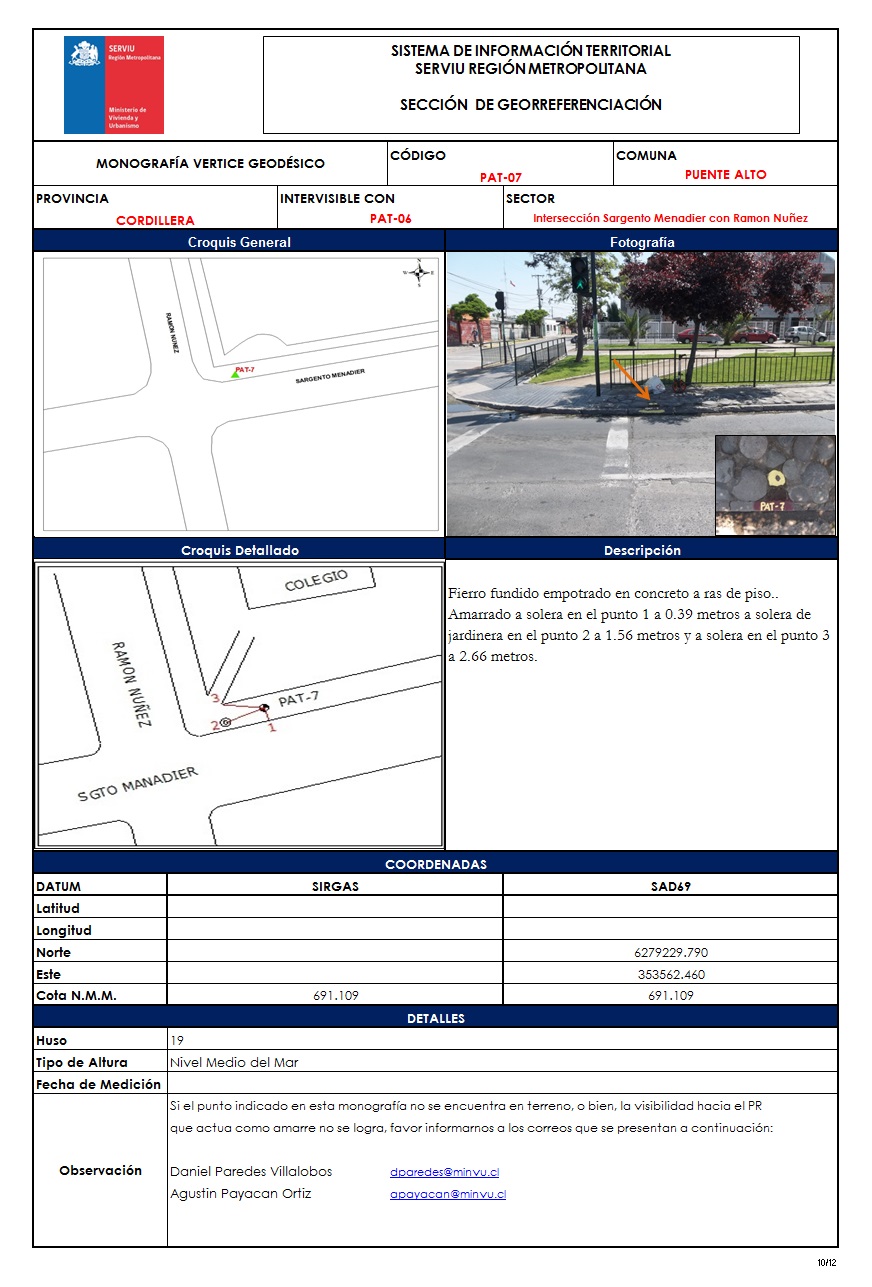 SERVIU
Región Metropolitana
Ministerio de
Vivienda y
Urbanismo
SISTEMA DE INFORMACIÓN TERRITORIAL
SERVIU REGIÓN METROPOLITANA
SECCIÓN DE GEORREFERENCIACIÓN
MONOGRAFÍA VERTICE GEODÉSICO
CÓDIGO
PAT-07
COMUNA
PUENTE ALTO
PROVINCIA
CORDILLERA
INTERVISIBLE CON
PAT-06
SECTOR
Intersección Sargento Menadier con Ramon Nuñez
Croquis General
Fotografía
N
W E
S
RAMON NUNEZ
PAT-7
SARGENTO MENADIER
PAT-7
Croquis Detallado
Descripción
COLEGIO
RAMON NUÑEZ
3
PAT-7
2
1
SGTO MANADIER
Fierro fundido empotrado en concreto a ras de piso..
Amarrado a solera en el punto 1 a 0.39 metros a solera de
jardinera en el punto 2 a 1.56 metros y a solera en el punto 3
a 2.66 metros.
COORDENADAS
DATUM SIRGAS SAD69
Latitud
Longitud
Norte 6279229.790
Este 353562.460
Cota N.M.M. 691.109 691.109
DETALLES
Huso 19
Tipo de Altura Nivel Medio del Mar
Fecha de Medición
Observación
Si el punto indicado en esta monografía no se encuentra en terreno, o bien, la visibilidad hacia el PR
que actua como amarre no se logra, favor informarnos a los correos que se presentan a continuación:
Daniel Paredes Villalobos dparedes@minvu.cl
Agustin Payacan Ortiz apayacan@minvu.cl
10/12